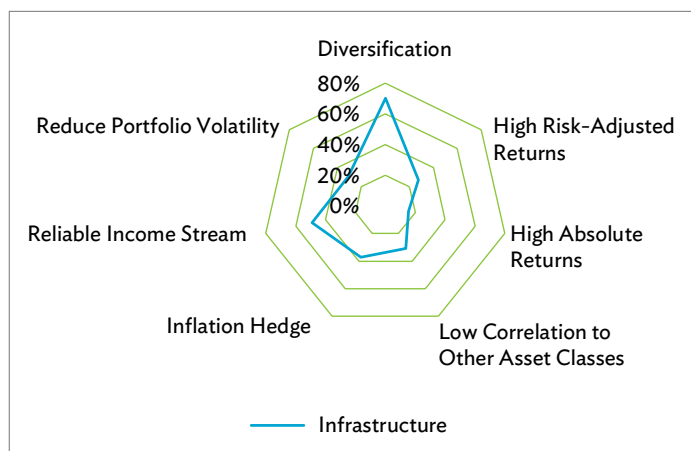 Diversification
80%
60%
40%
20%
0%
High Risk-Adjusted
Returns
High Absolute
Returns
Low Correlation to
Other Asset Classes
Inflation Hedge
Reliable Income Stream
Reduce Portfolio Volatility
Infrastructure